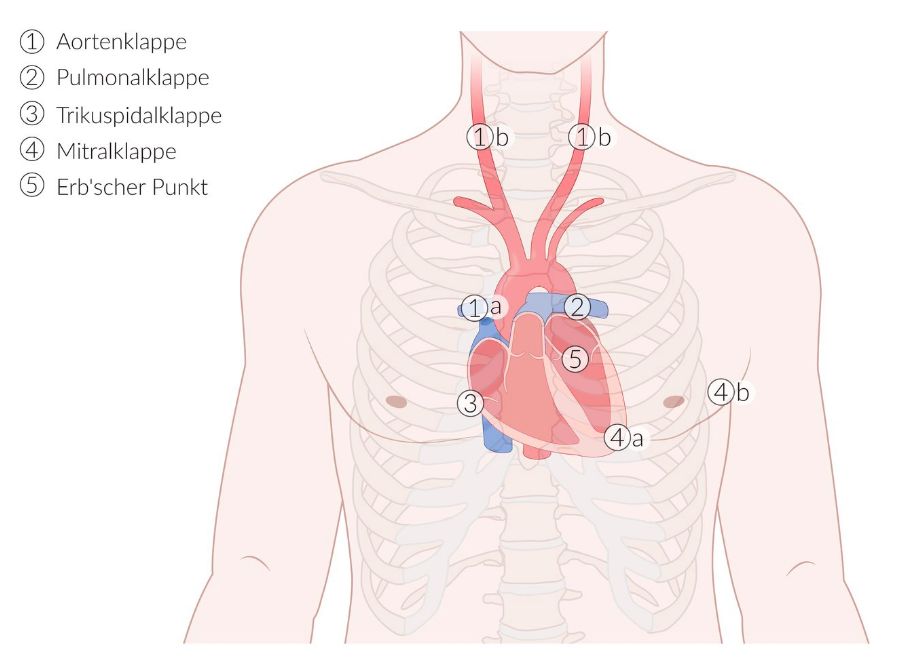 ① Aortenklappe
② Pulmonalklappe
③ Trikuspidalklappe
④ Mitralklappe
⑤ Erb'scher Punkt
①b ①b
①a ②
⑤
④b
③
④a